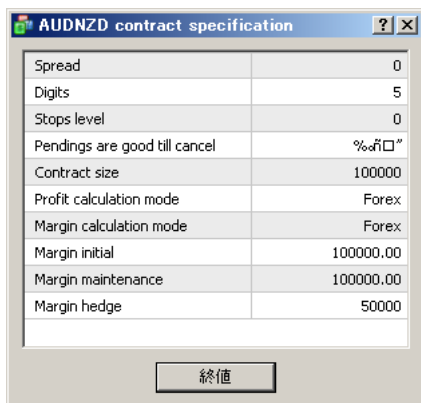 AUDNZD contract specification
Spread 0
Digits 5
Stops level 0
Pendings are good till cancel
Contract size 100000
Profit calculation mode Forex
Margin calculation mode Forex
Margin initial 100000.00
Margin maintenance 100000.00
Margin hedge 50000
終値